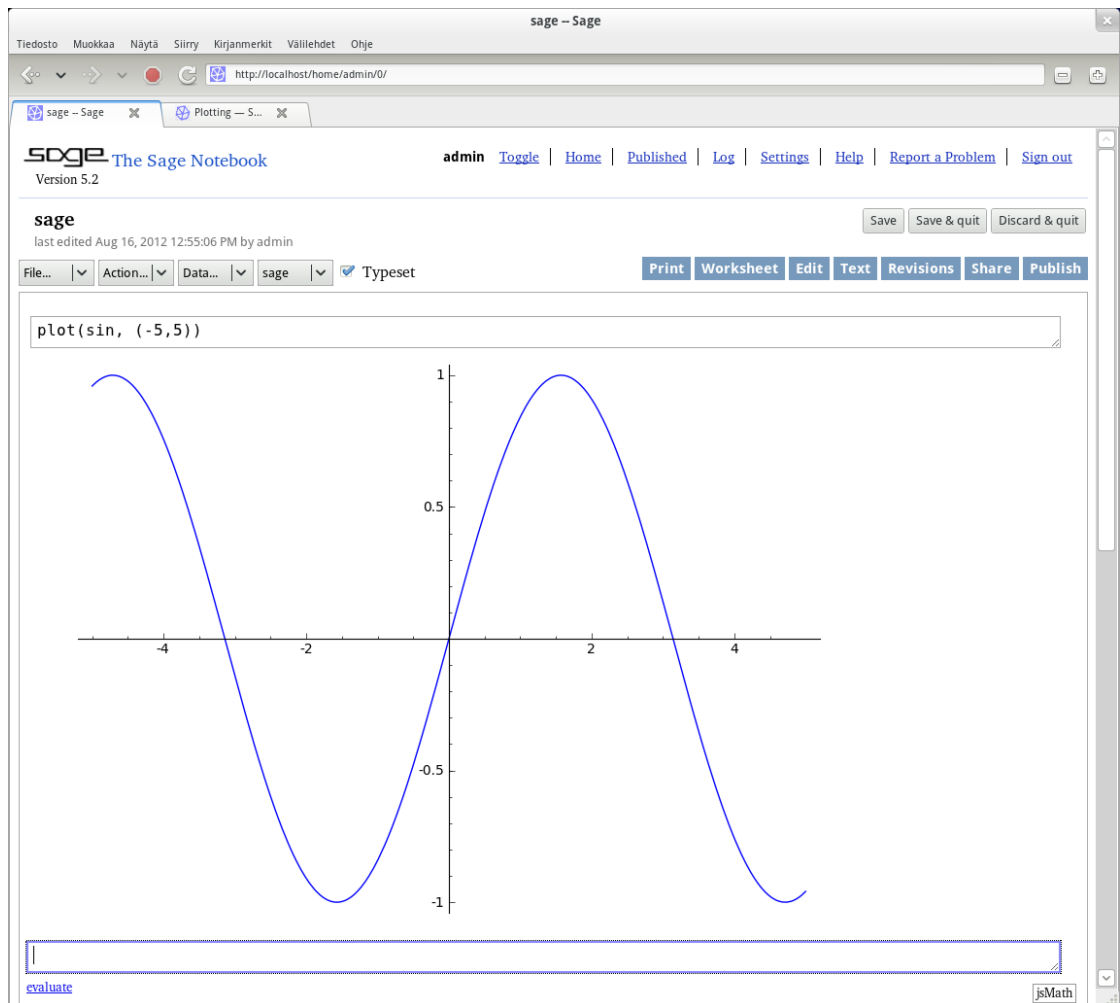 sage – Sage
Tiedosto Muokkaa Näytä Siirry Kirjanmerkit Välilehdet Ohje
http://localhost/home/admin/0/
sage – Sage Plotting — S...
sage The Sage Notebook admin Toggle | Home | Published | Log | Settings | Help | Report a Problem | Sign out
Version 5.2
sage Save Save & quit Discard & quit
last edited Aug 16, 2012 12:55:06 PM by admin
File... Action... Data... sage Typeset Print Worksheet Edit Text Revisions Share Publish
plot(sin, (-5,5))
1
0.5
-4 -2 2 4
-0.5
-1
evaluate
jsMath